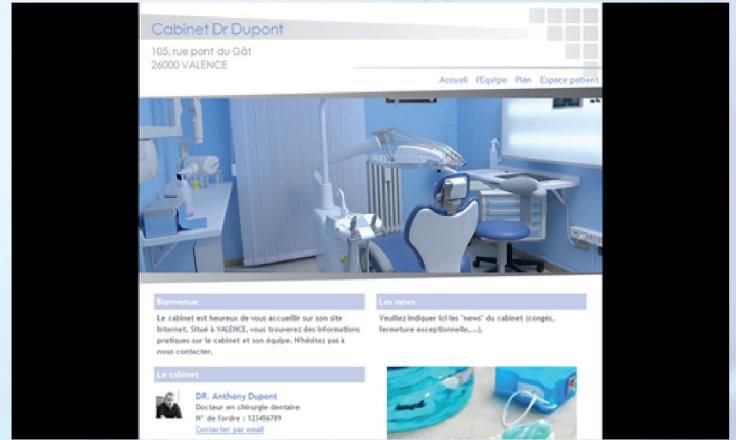 Cabinet Dr Dupont
105, rue pont du Gât
26000 VALENCE
Accueil l'Equipe Plan Espace patient
Bienvenue
Le cabinet est heureux de vous accueillir sur son site
Internet. Situé à VALENCE, vous trouverez des informations
pratiques sur le cabinet et son équipe. N'hésitez pas à
nous contacter.
Les news
Veuillez indiquer ici les "news" du cabinet (congés,
fermeture exceptionnelle,...).
Le cabinet
DR. Anthony Dupont
Docteur en chirurgie dentaire
N° de l'ordre : 123456789
Contacter par email